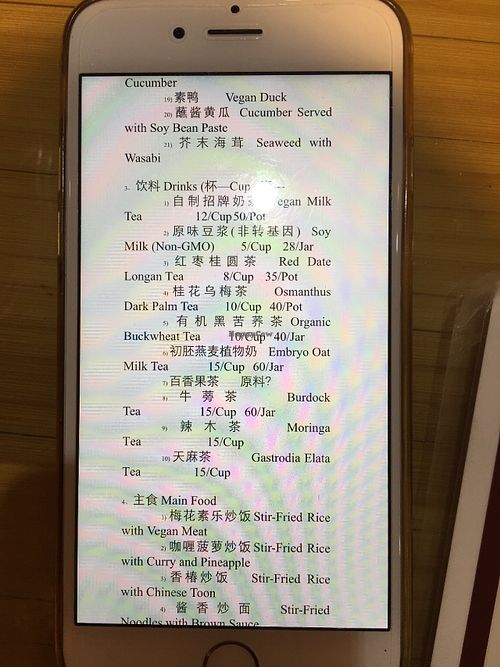 Cucumber
19) 素鸭 Vegan Duck
20) 蘸酱黄瓜 Cucumber Served
with Soy Bean Paste
21) 芥末海茸 Seaweed with
Wasabi
3. 饮料 Drinks (杯—Cup
1) 自制招牌奶 Vegan Milk
Tea 12/Cup 50/Pot
2) 原味豆浆(非转基因) Soy
Milk (Non-GMO) 5/Cup 28/Jar
3) 红枣桂圆茶 Red Date
Longan Tea 8/Cup 35/Pot
4) 桂花乌梅茶 Osmanthus
Dark Palm Tea 10/Cup 40/Pot
5) 有机黑苦荞茶 Organic
Buckwheat Tea 10/Cup 40/Jar
HappyCow
6) 初胚燕麦植物奶 Embryo Oat
Milk Tea 15/Cup 60/Jar
7) 百香果茶 原料?
8) 牛蒡茶 Burdock
Tea 15/Cup 60/Jar
9) 辣木茶 Moringa
Tea 15/Cup
10) 天麻茶 Gastrodia Elata
Tea 15/Cup
4. 主食 Main Food
1) 梅花素乐炒饭 Stir-Fried Rice
with Vegan Meat
2) 咖喱菠萝炒饭 Stir-Fried Rice
with Curry and Pineapple
3) 香椿炒饭 Stir-Fried Rice
with Chinese Toon
4) 酱香炒面 Stir-Fried
Noodles with Brown Sauce